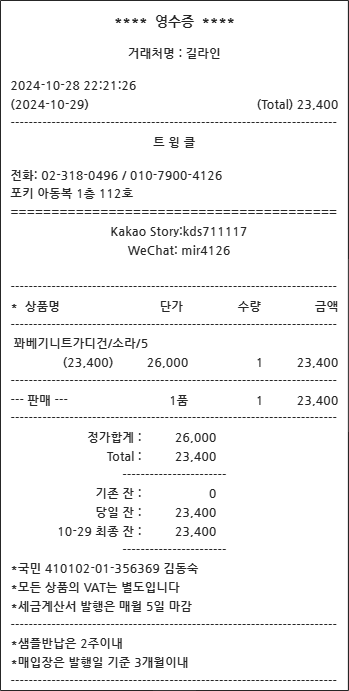 **** 영수증 ****
거래처명 : 길라인
2024-10-28 22:21:26
(2024-10-29) (Total) 23,400
트 윙 클
전화: 02-318-0496 / 010-7900-4126
포키 아동복 1층 112호
Kakao Story:kds711117
WeChat: mir4126
* 상품명 단가 수량 금액
꽈베기니트가디건/소라/5
(23,400) 26,000 1 23,400
--- 판매 --- 1품 1 23,400
정가합계 : 26,000
Total : 23,400
기존 잔 : 0
당일 잔 : 23,400
10-29 최종 잔 : 23,400
*국민 410102-01-356369 김동숙
*모든 상품의 VAT는 별도입니다
*세금계산서 발행은 매월 5일 마감
*샘플반납은 2주이내
*매입장은 발행일 기준 3개월이내